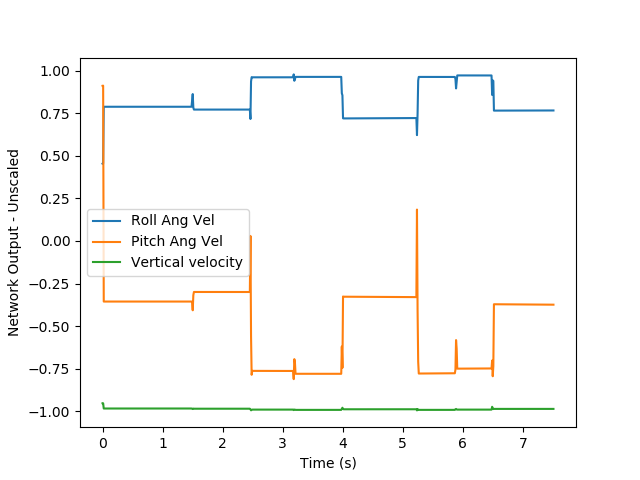 1.00
0.75
0.50
0.25
0.00
−0.25
−0.50
−0.75
−1.00
Network Output - Unscaled
Roll Ang Vel
Pitch Ang Vel
Vertical velocity
0 1 2 3 4 5 6 7
Time (s)